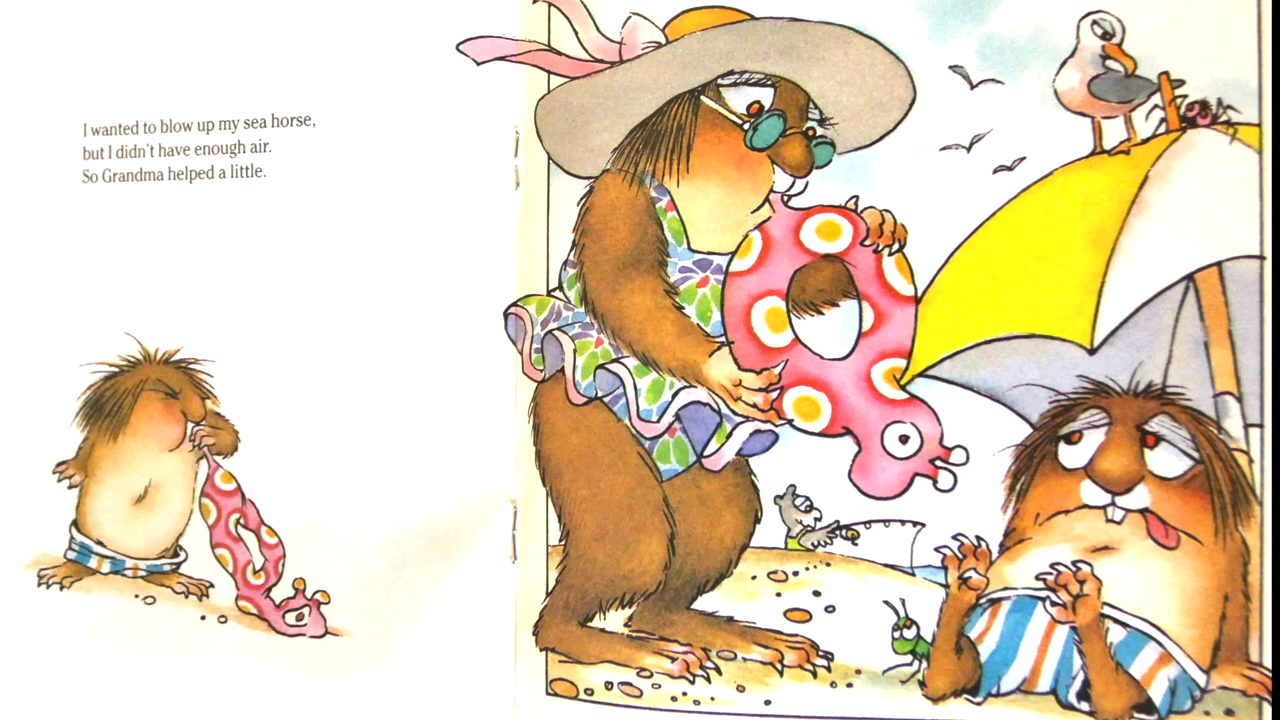 I wanted to blow up my sea horse,
but I didn't have enough air.
So Grandma helped a little.